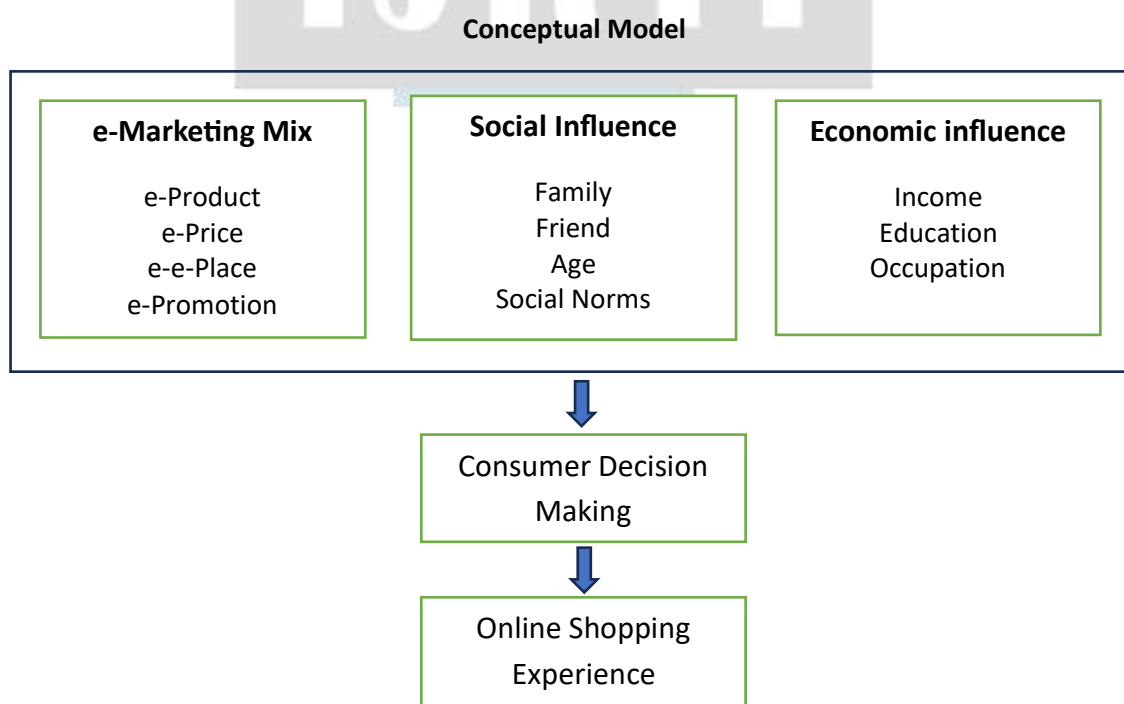 Conceptual Model
e-Marketing Mix
e-Product
e-Price
e-e-Place
e-Promotion
Social Influence
Family
Friend
Age
Social Norms
Economic influence
Income
Education
Occupation
Consumer Decision
Making
Online Shopping
Experience